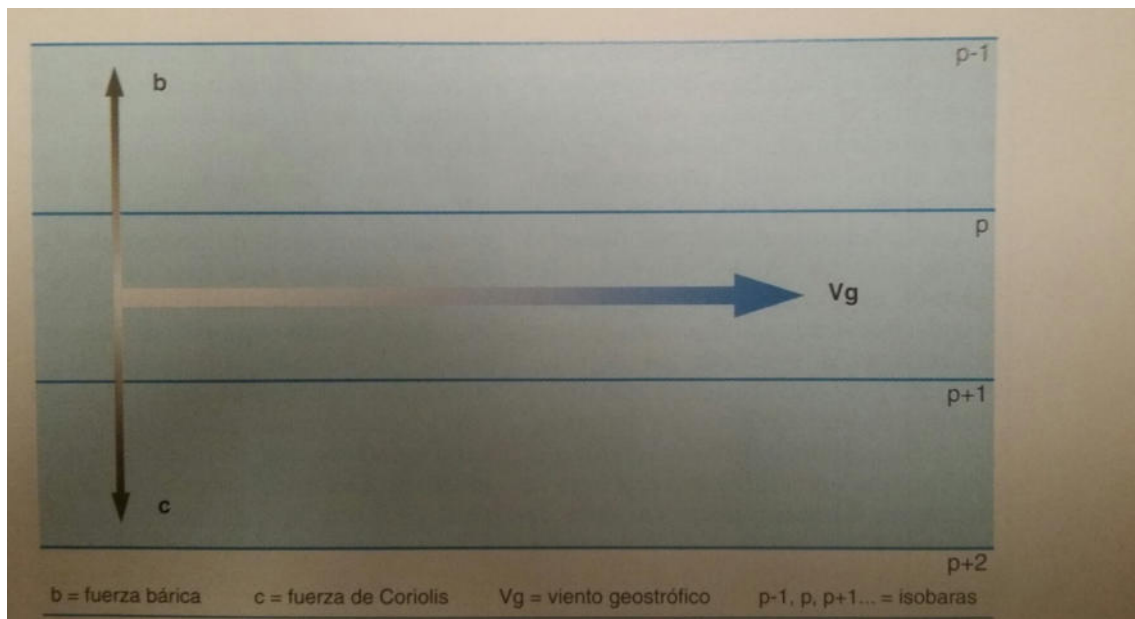 p-1
b
p
Vg
p+1
c
p+2
b = fuerza bárica c = fuerza de Coriolis Vg = viento geostrófico p-1, p, p+1... = isobaras